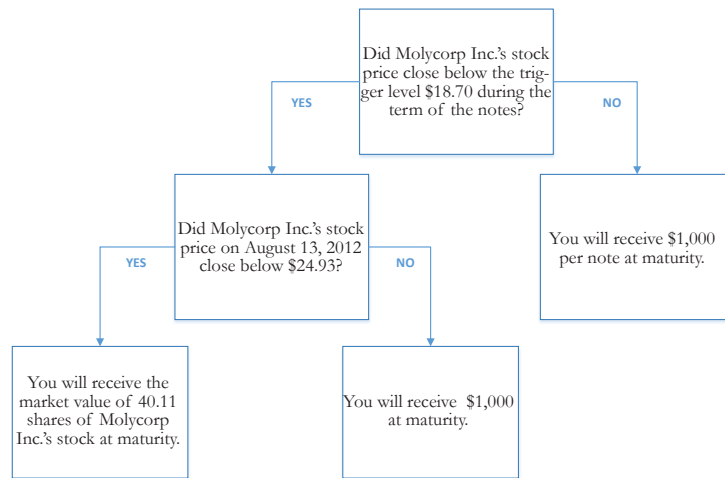 Did Molycorp Inc.'s stock
price close below the trig-
ger level $18.70 during the
term of the notes?
YES
NO
Did Molycorp Inc.'s stock
price on August 13, 2012
close below $24.93?
You will receive $1,000
per note at maturity.
YES
NO
You will receive the
market value of 40.11
shares of Molycorp
Inc.'s stock at maturity.
You will receive $1,000
at maturity.